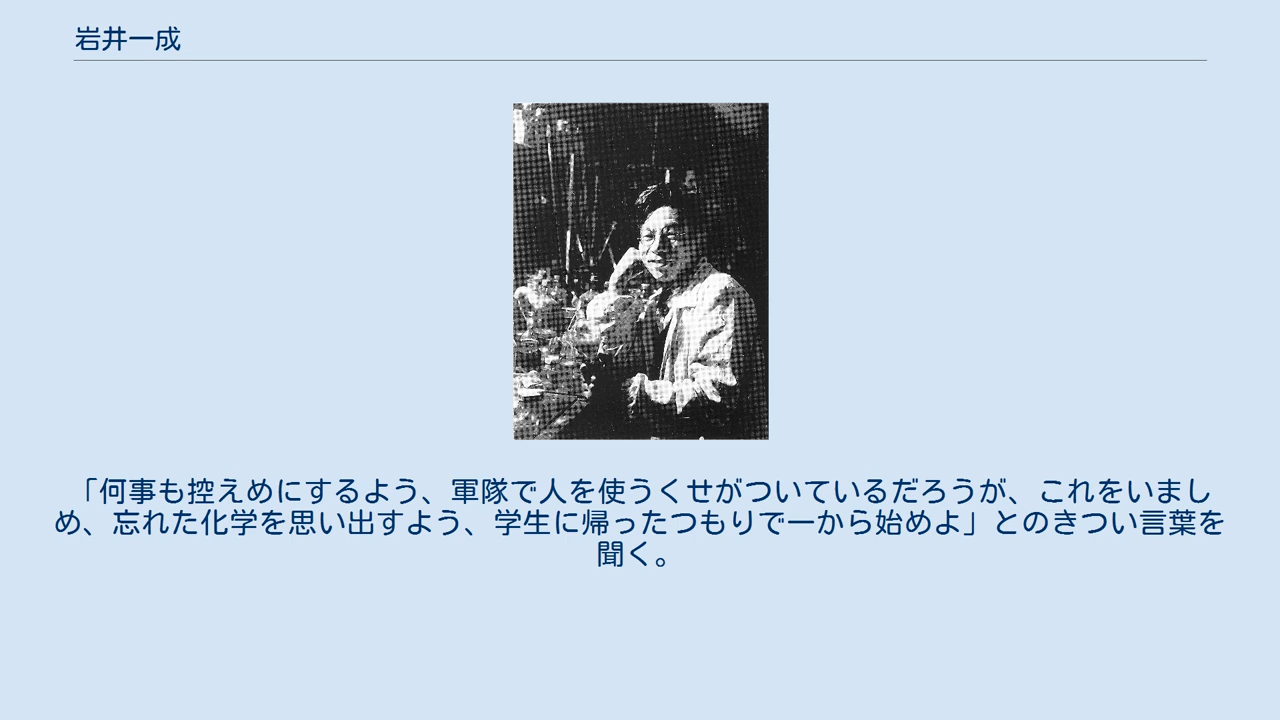 岩井一成
「何事も控えめにするよう、軍隊で人を使うくせがついているだろうが、これをいまし
め、忘れた化学を思い出すよう、学生に帰ったつもりで一から始めよ」とのきつい言葉を
聞く。